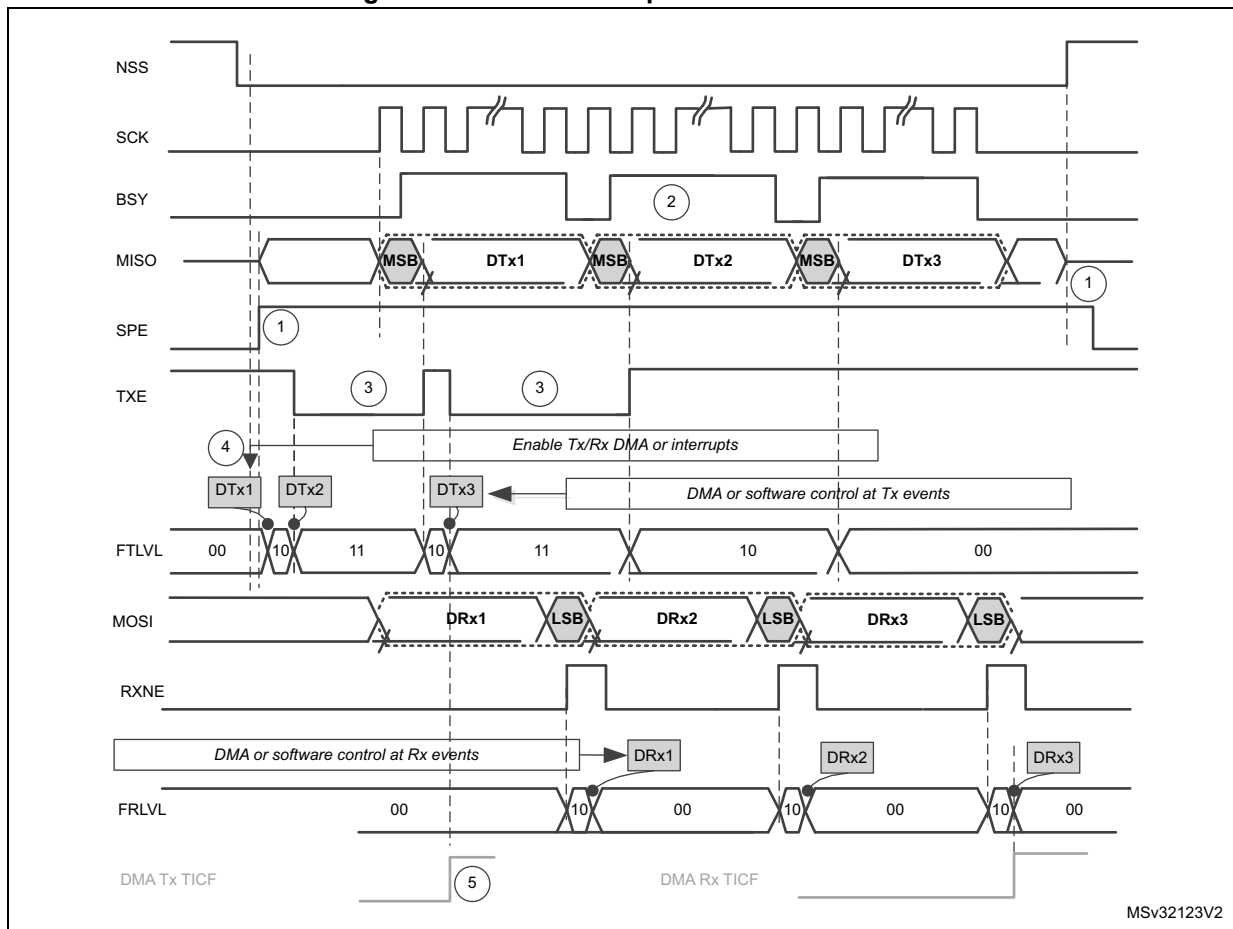 NSS
SCK
BSY
2
MISO
MSB DTx1 MSB DTx2 MSB DTx3
1
SPE
1
TXE
3 3
4
Enable Tx/Rx DMA or interrupts
DTx1 DTx2 DTx3
DMA or software control at Tx events
FTLVL 00 10 11 10 11 10 00
MOSI DRx1 LSB DRx2 LSB DRx3 LSB
RXNE
DMA or software control at Rx events
DRx1 DRx2 DRx3
FRLVL 00 10 00 10 00 10 00
DMA Tx TICF 5 DMA Rx TICF
MSv32123V2